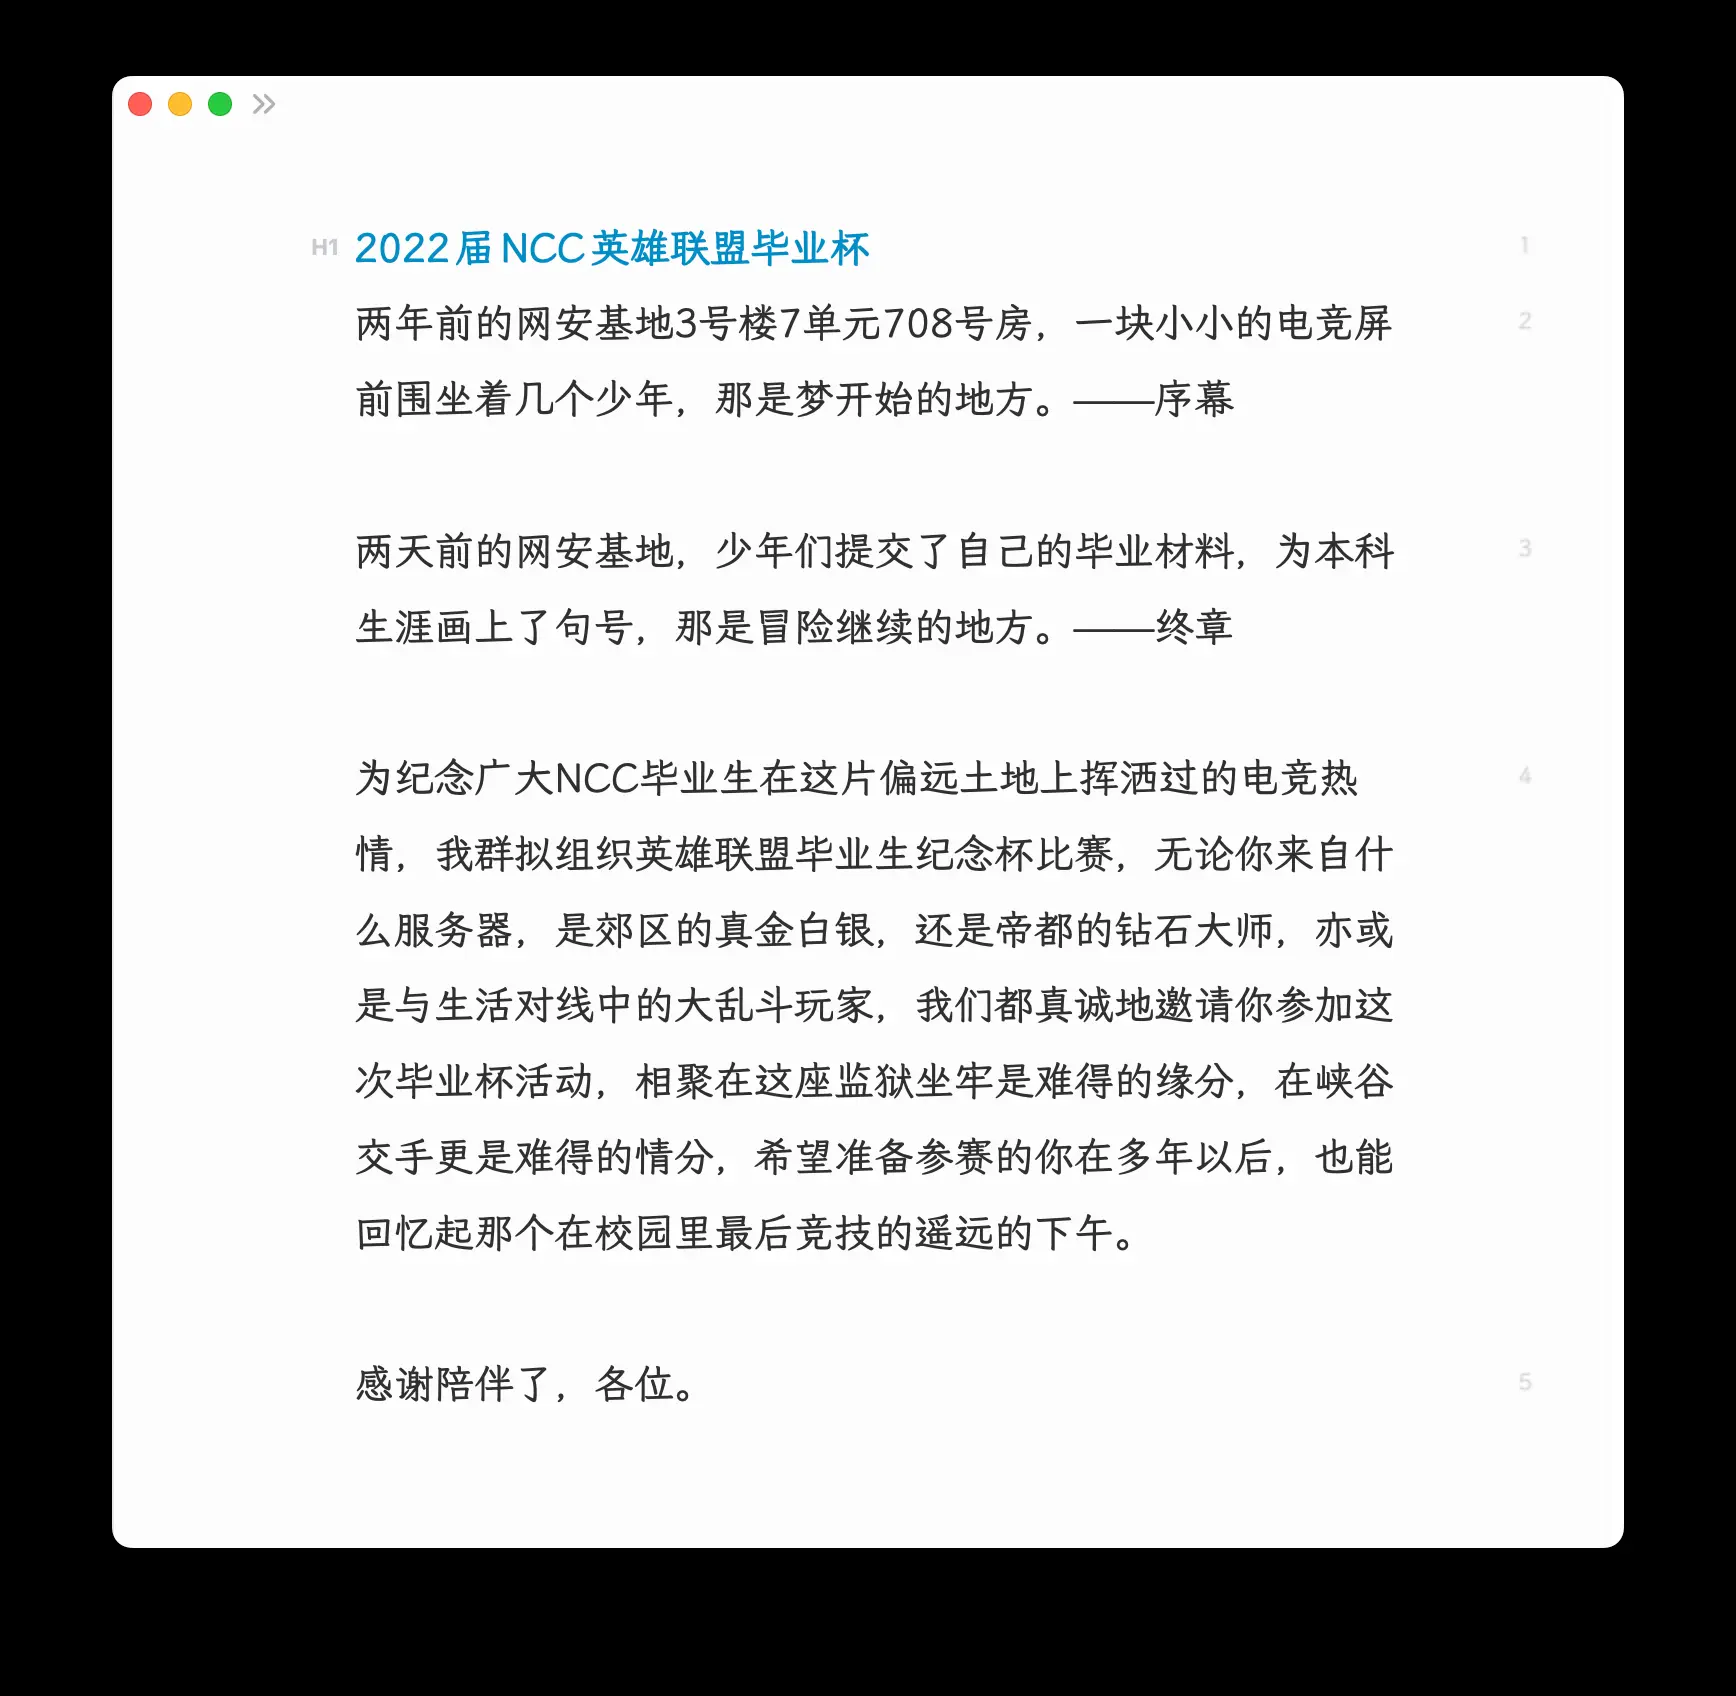 H1 2022届NCC英雄联盟毕业杯 1
两年前的网安基地3号楼7单元708号房，一块小小的电竞屏 2
前围坐着几个少年，那是梦开始的地方。——序幕
两天前的网安基地，少年们提交了自己的毕业材料，为本科 3
生涯画上了句号，那是冒险继续的地方。——终章
为纪念广大NCC毕业生在这片偏远土地上挥洒过的电竞热 4
情，我群拟组织英雄联盟毕业生纪念杯比赛，无论你来自什
么服务器，是郊区的真金白银，还是帝都的钻石大师，亦或
是与生活对线中的大乱斗玩家，我们都真诚地邀请你参加这
次毕业杯活动，相聚在这座监狱坐牢是难得的缘分，在峡谷
交手更是难得的情分，希望准备参赛的你在多年以后，也能
回忆起那个在校园里最后竞技的遥远的下午。
感谢陪伴了，各位。 5